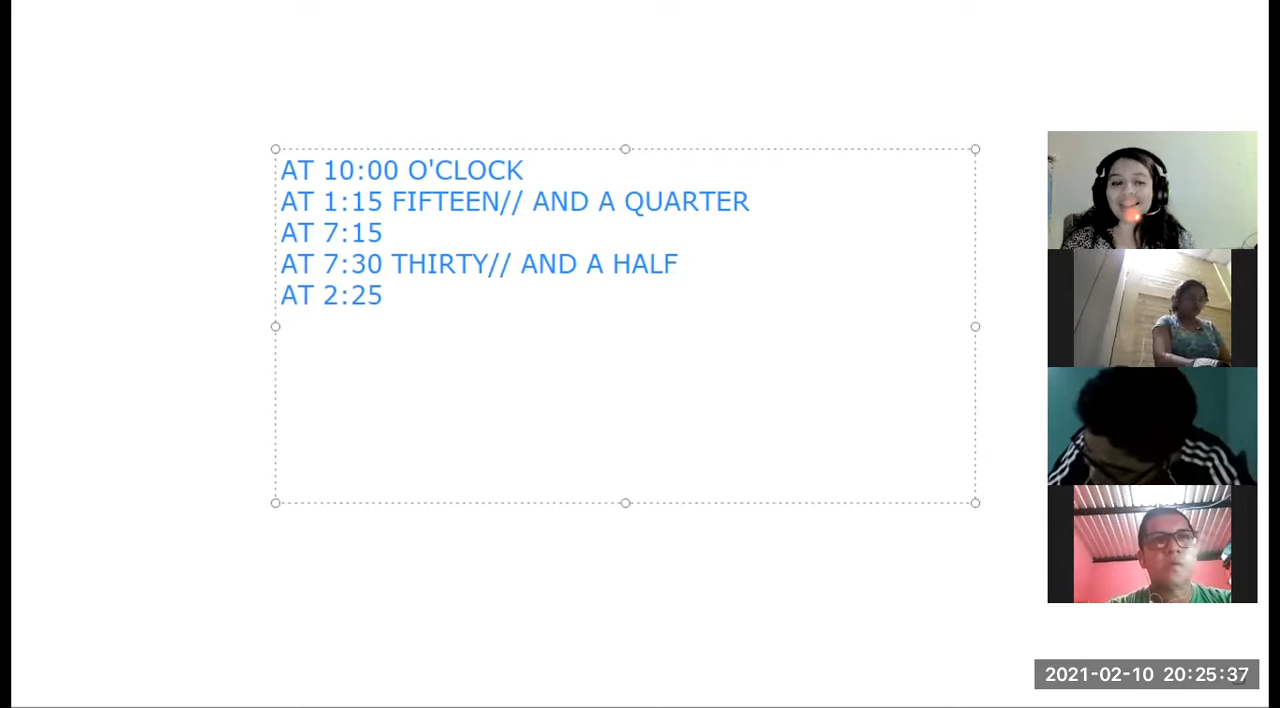 AT 10:00 O'CLOCK
AT 1:15 FIFTEEN// AND A QUARTER
AT 7:15
AT 7:30 THIRTY// AND A HALF
AT 2:25
2021-02-10 20:25:37